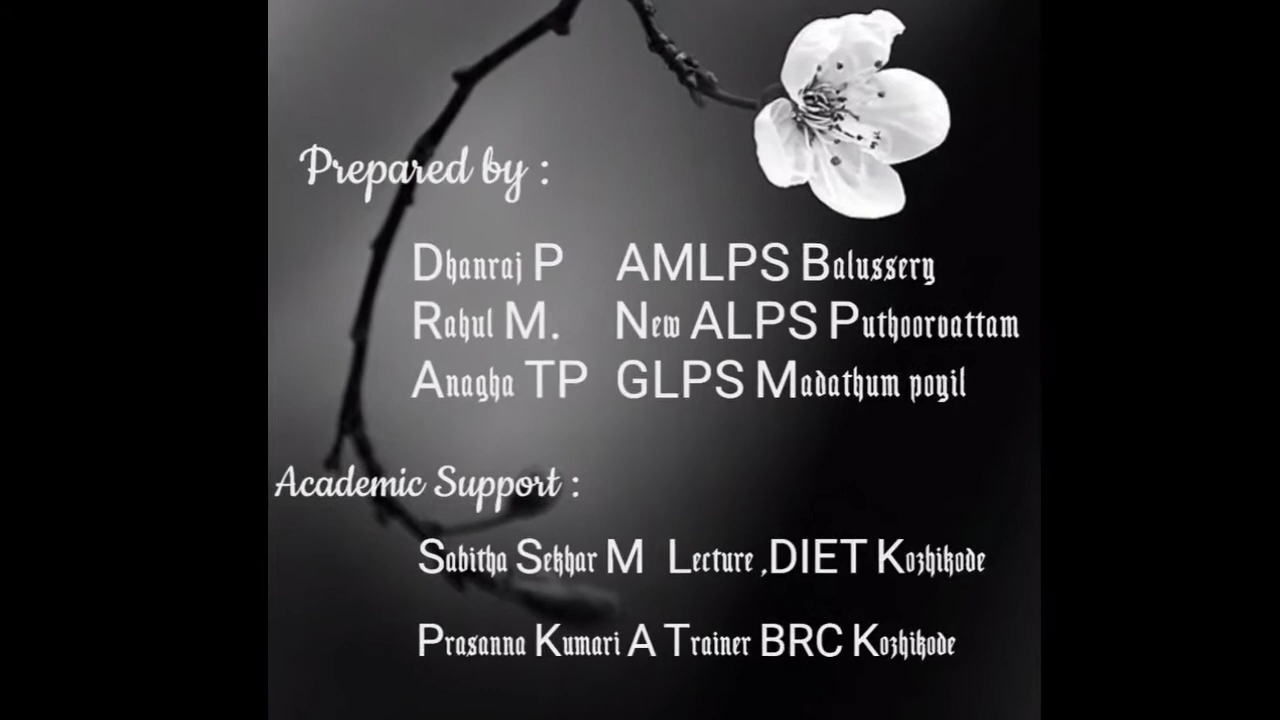 Prepared by :
Dhanraj P AMLPS Balussery
Rahul M. New ALPS Puthoorvattam
Anagha TP GLPS Madathum poyil
Academic Support :
Sabitha Sekhar M Lecture ,DIET Kozhikode
Prasanna Kumari A Trainer BRC Kozhikode